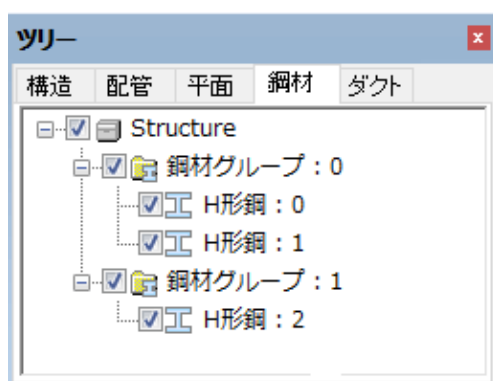 ツリー
構造 配管 平面 鋼材 ダクト
Structure
鋼材グループ：0
H形鋼：0
H形鋼：1
鋼材グループ：1
H形鋼：2